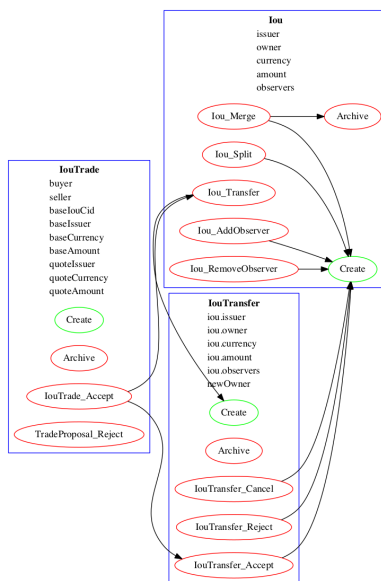 Iou
issuer
owner
currency
amount
observers
Iou_Merge
Archive
Iou_Split
Iou_Transfer
Iou_AddObserver
Iou_RemoveObserver
Create
IouTrade
buyer
seller
baseIouCid
baseIssuer
baseCurrency
baseAmount
quoteIssuer
quoteCurrency
quoteAmount
Create
Archive
IouTrade_Accept
TradeProposal_Reject
IouTransfer
iou.issuer
iou.owner
iou.currency
iou.amount
iou.observers
newOwner
Create
Archive
IouTransfer_Cancel
IouTransfer_Reject
IouTransfer_Accept